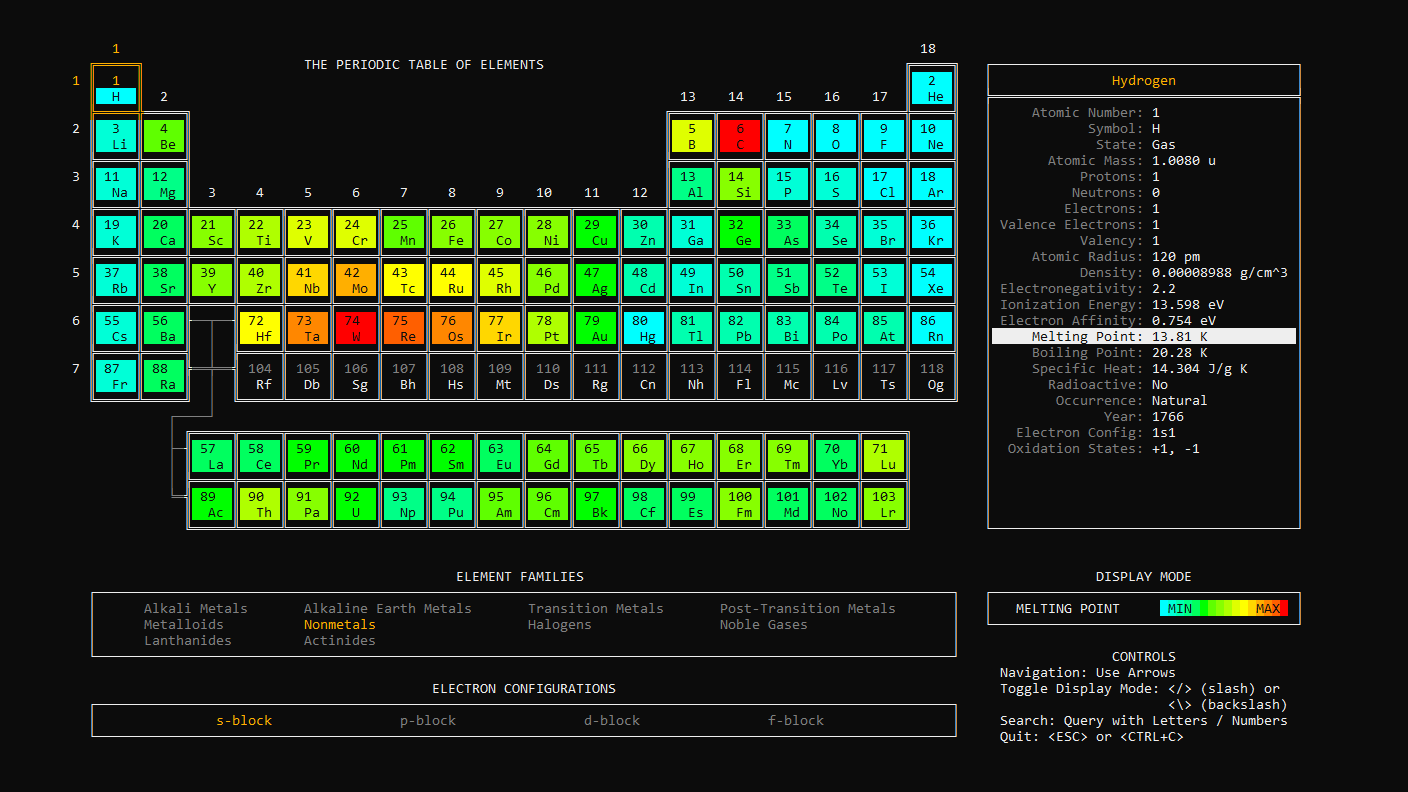 1 18
THE PERIODIC TABLE OF ELEMENTS
1 1 2 Hydrogen
H 2 13 14 15 16 17 He
Atomic Number: 1
2 3 4 5 6 7 8 9 10 Symbol: H
Li Be B C N O F Ne State: Gas
Atomic Mass: 1.0080 u
3 11 12 13 14 15 16 17 18 Protons: 1
Na Mg 3 4 5 6 7 8 9 10 11 12 Al Si P S Cl Ar Neutrons: 0
Electrons: 1
4 19 20 21 22 23 24 25 26 27 28 29 30 31 32 33 34 35 36 Valence Electrons: 1
K Ca Sc Ti V Cr Mn Fe Co Ni Cu Zn Ga Ge As Se Br Kr Valency: 1
Atomic Radius: 120 pm
5 37 38 39 40 41 42 43 44 45 46 47 48 49 50 51 52 53 54 Density: 0.00008988 g/cm^3
Rb Sr Y Zr Nb Mo Tc Ru Rh Pd Ag Cd In Sn Sb Te I Xe Electronegativity: 2.2
Ionization Energy: 13.598 eV
6 55 56 72 73 74 75 76 77 78 79 80 81 82 83 84 85 86 Electron Affinity: 0.754 eV
Cs Ba Hf Ta W Re Os Ir Pt Au Hg Tl Pb Bi Po At Rn Melting Point: 13.81 K
Boiling Point: 20.28 K
7 87 88 104 105 106 107 108 109 110 111 112 113 114 115 116 117 118 Specific Heat: 14.304 J/g K
Fr Ra Rf Db Sg Bh Hs Mt Ds Rg Cn Nh Fl Mc Lv Ts Og Radioactive: No
Occurrence: Natural
Year: 1766
Electron Config: 1s1
57 58 59 60 61 62 63 64 65 66 67 68 69 70 71 Oxidation States: +1, -1
La Ce Pr Nd Pm Sm Eu Gd Tb Dy Ho Er Tm Yb Lu
89 90 91 92 93 94 95 96 97 98 99 100 101 102 103
Ac Th Pa U Np Pu Am Cm Bk Cf Es Fm Md No Lr
ELEMENT FAMILIES
Alkali Metals Alkaline Earth Metals Transition Metals Post-Transition Metals
Metalloids Nonmetals Halogens Noble Gases
Lanthanides Actinides
ELECTRON CONFIGURATIONS
s-block p-block d-block f-block
DISPLAY MODE
MELTING POINT MIN MAX
CONTROLS
Navigation: Use Arrows
Toggle Display Mode: </> (slash) or
<\> (backslash)
Search: Query with Letters / Numbers
Quit: <ESC> or <CTRL+C>